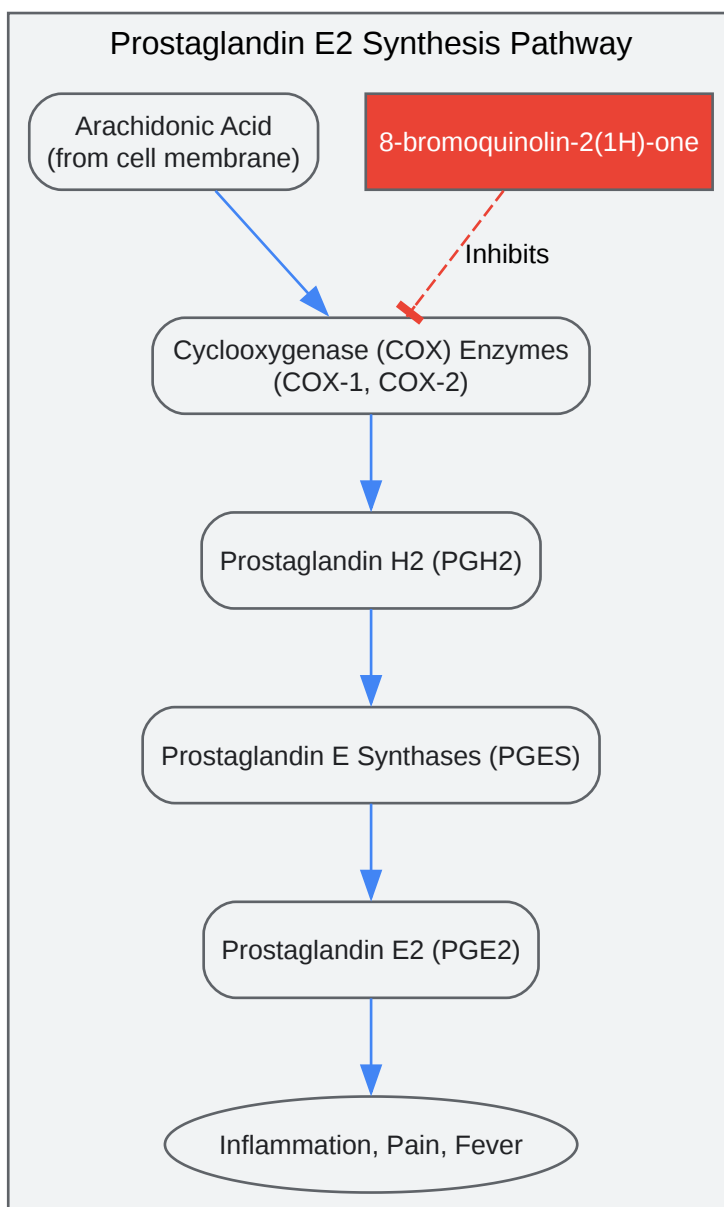 Prostaglandin E2 Synthesis Pathway
Arachidonic Acid
(from cell membrane)
8-bromoquinolin-2(1H)-one
Inhibits
Cyclooxygenase (COX) Enzymes
(COX-1, COX-2)
Prostaglandin H2 (PGH2)
Prostaglandin E Synthases (PGES)
Prostaglandin E2 (PGE2)
Inflammation, Pain, Fever